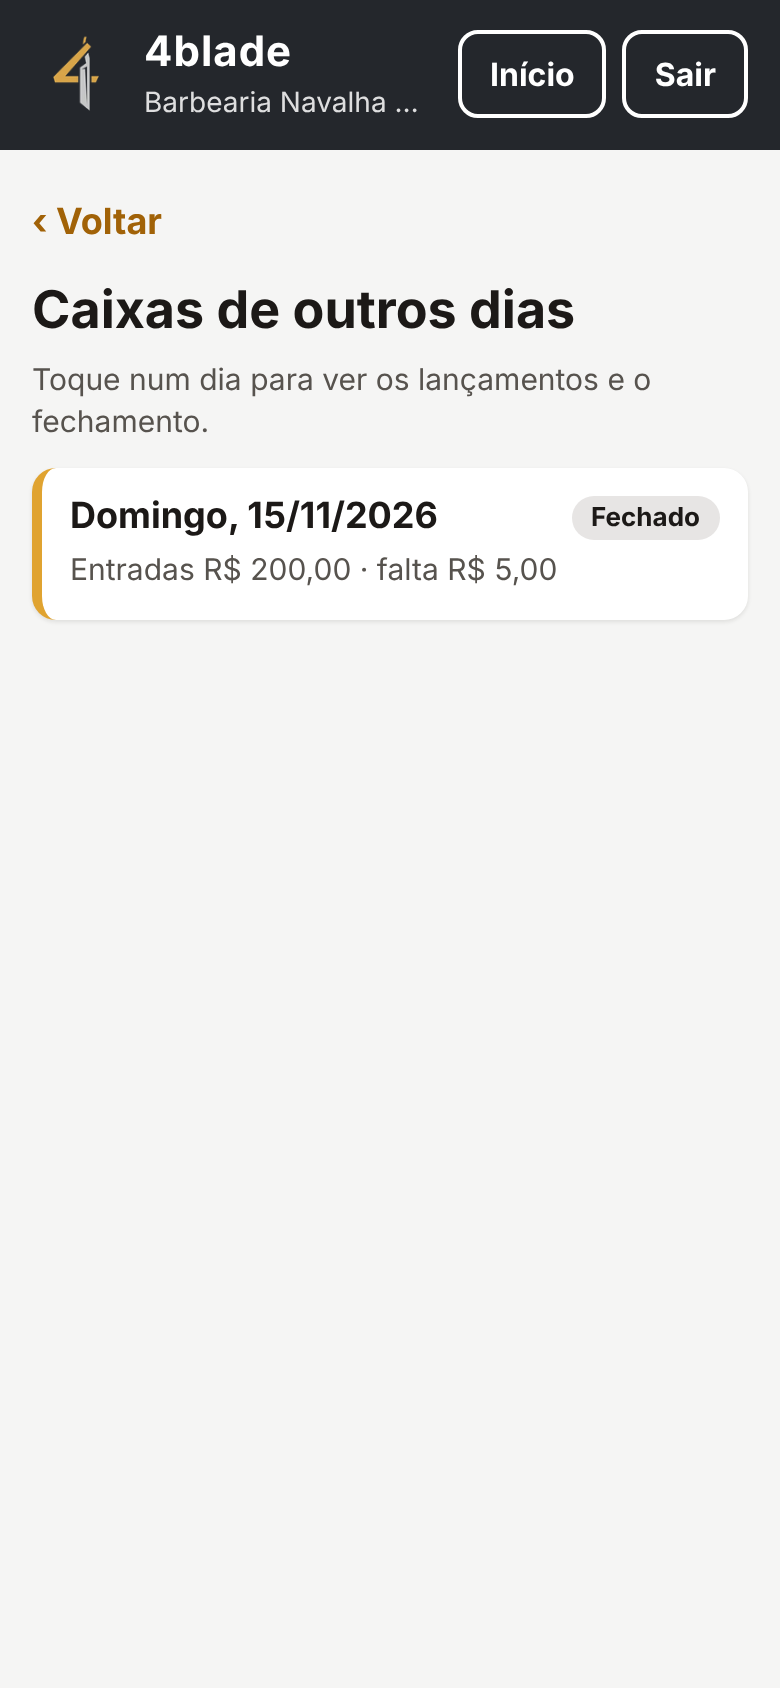 4blade
Barbearia Navalha ...
Início
Sair
‹ Voltar
Caixas de outros dias
Toque num dia para ver os lançamentos e o
fechamento.
Domingo, 15/11/2026
Fechado
Entradas R$ 200,00 · falta R$ 5,00